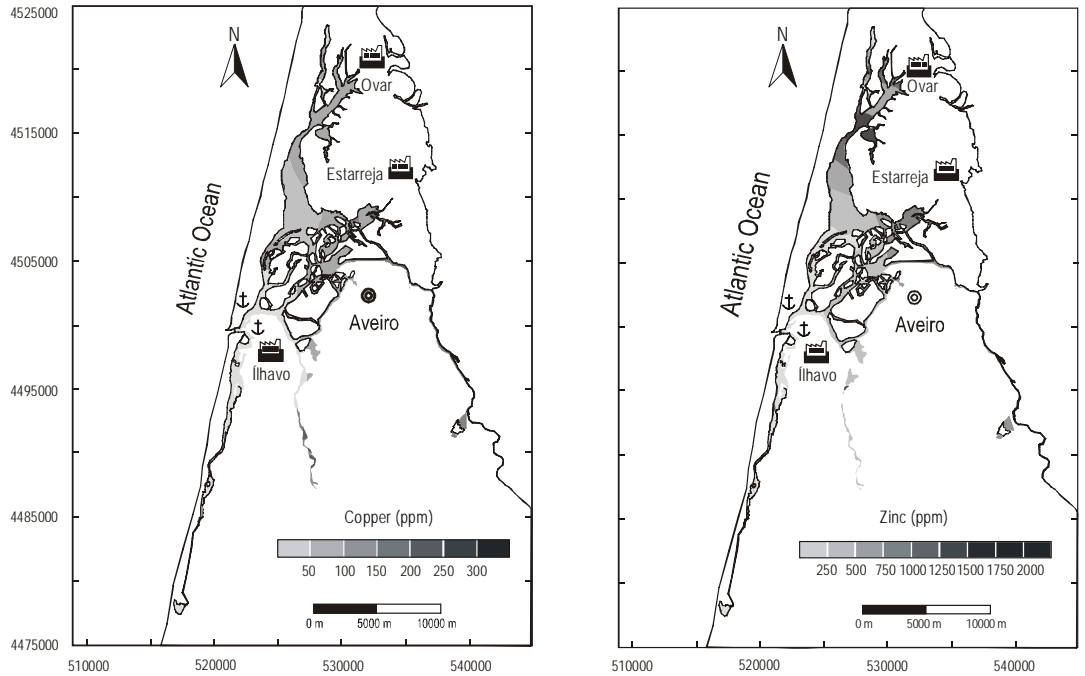 4525000
4515000
4505000
4495000
4485000
4475000
N
Ovar
Estarreja
Atlantic Ocean
Aveiro
Ílhavo
Copper (ppm)
50 100 150 200 250 300
0 m 5000 m 10000 m
510000 520000 530000 540000
N
Ovar
Estarreja
Atlantic Ocean
Aveiro
Ílhavo
Zinc (ppm)
250 500 750 1000 1250 1500 1750 2000
0 m 5000 m 10000 m
510000 520000 530000 540000